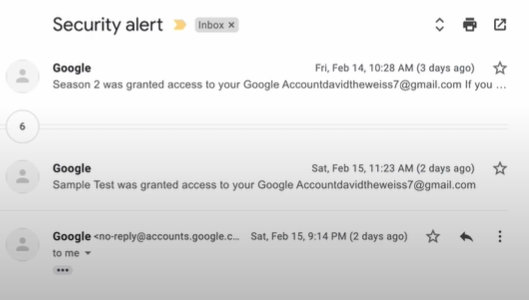 Security alert Inbox ×
Google Fri, Feb 14, 10:28 AM (3 days ago)
Season 2 was granted access to your Google Accountdavidtheweiss7@gmail.com If you ...
6
Google Sat, Feb 15, 11:23 AM (2 days ago)
Sample Test was granted access to your Google Accountdavidtheweiss7@gmail.com
Google <no-reply@accounts.google.c... Sat, Feb 15, 9:14 PM (2 days ago)
to me